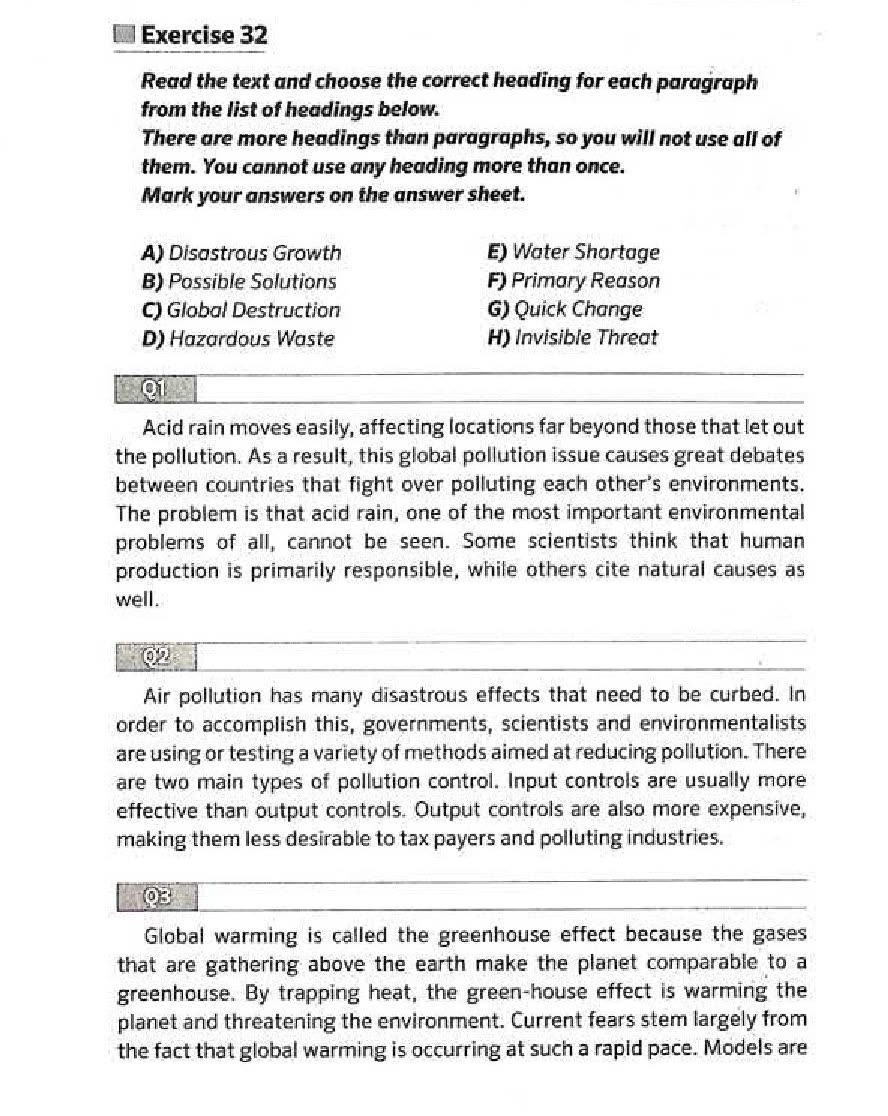 Exercise 32
Read the text and choose the correct heading for each paragraph
from the list of headings below.
There are more headings than paragraphs, so you will not use all of
them. You cannot use any heading more than once.
Mark your answers on the answer sheet.
A) Disastrous Growth
B) Possible Solutions
C) Global Destruction
D) Hazardous Waste
E) Water Shortage
F) Primary Reason
G) Quick Change
H) Invisible Threat
Q1
Acid rain moves easily, affecting locations far beyond those that let out
the pollution. As a result, this global pollution issue causes great debates
between countries that fight over polluting each other's environments.
The problem is that acid rain, one of the most important environmental
problems of all, cannot be seen. Some scientists think that human
production is primarily responsible, while others cite natural causes as
well.
Q2
Air pollution has many disastrous effects that need to be curbed. In
order to accomplish this, governments, scientists and environmentalists
are using or testing a variety of methods aimed at reducing pollution. There
are two main types of pollution control. Input controls are usually more
effective than output controls. Output controls are also more expensive,
making them less desirable to tax payers and polluting industries.
Q3
Global warming is called the greenhouse effect because the gases
that are gathering above the earth make the planet comparable to a
greenhouse. By trapping heat, the green-house effect is warming the
planet and threatening the environment. Current fears stem largely from
the fact that global warming is occurring at such a rapid pace. Models are